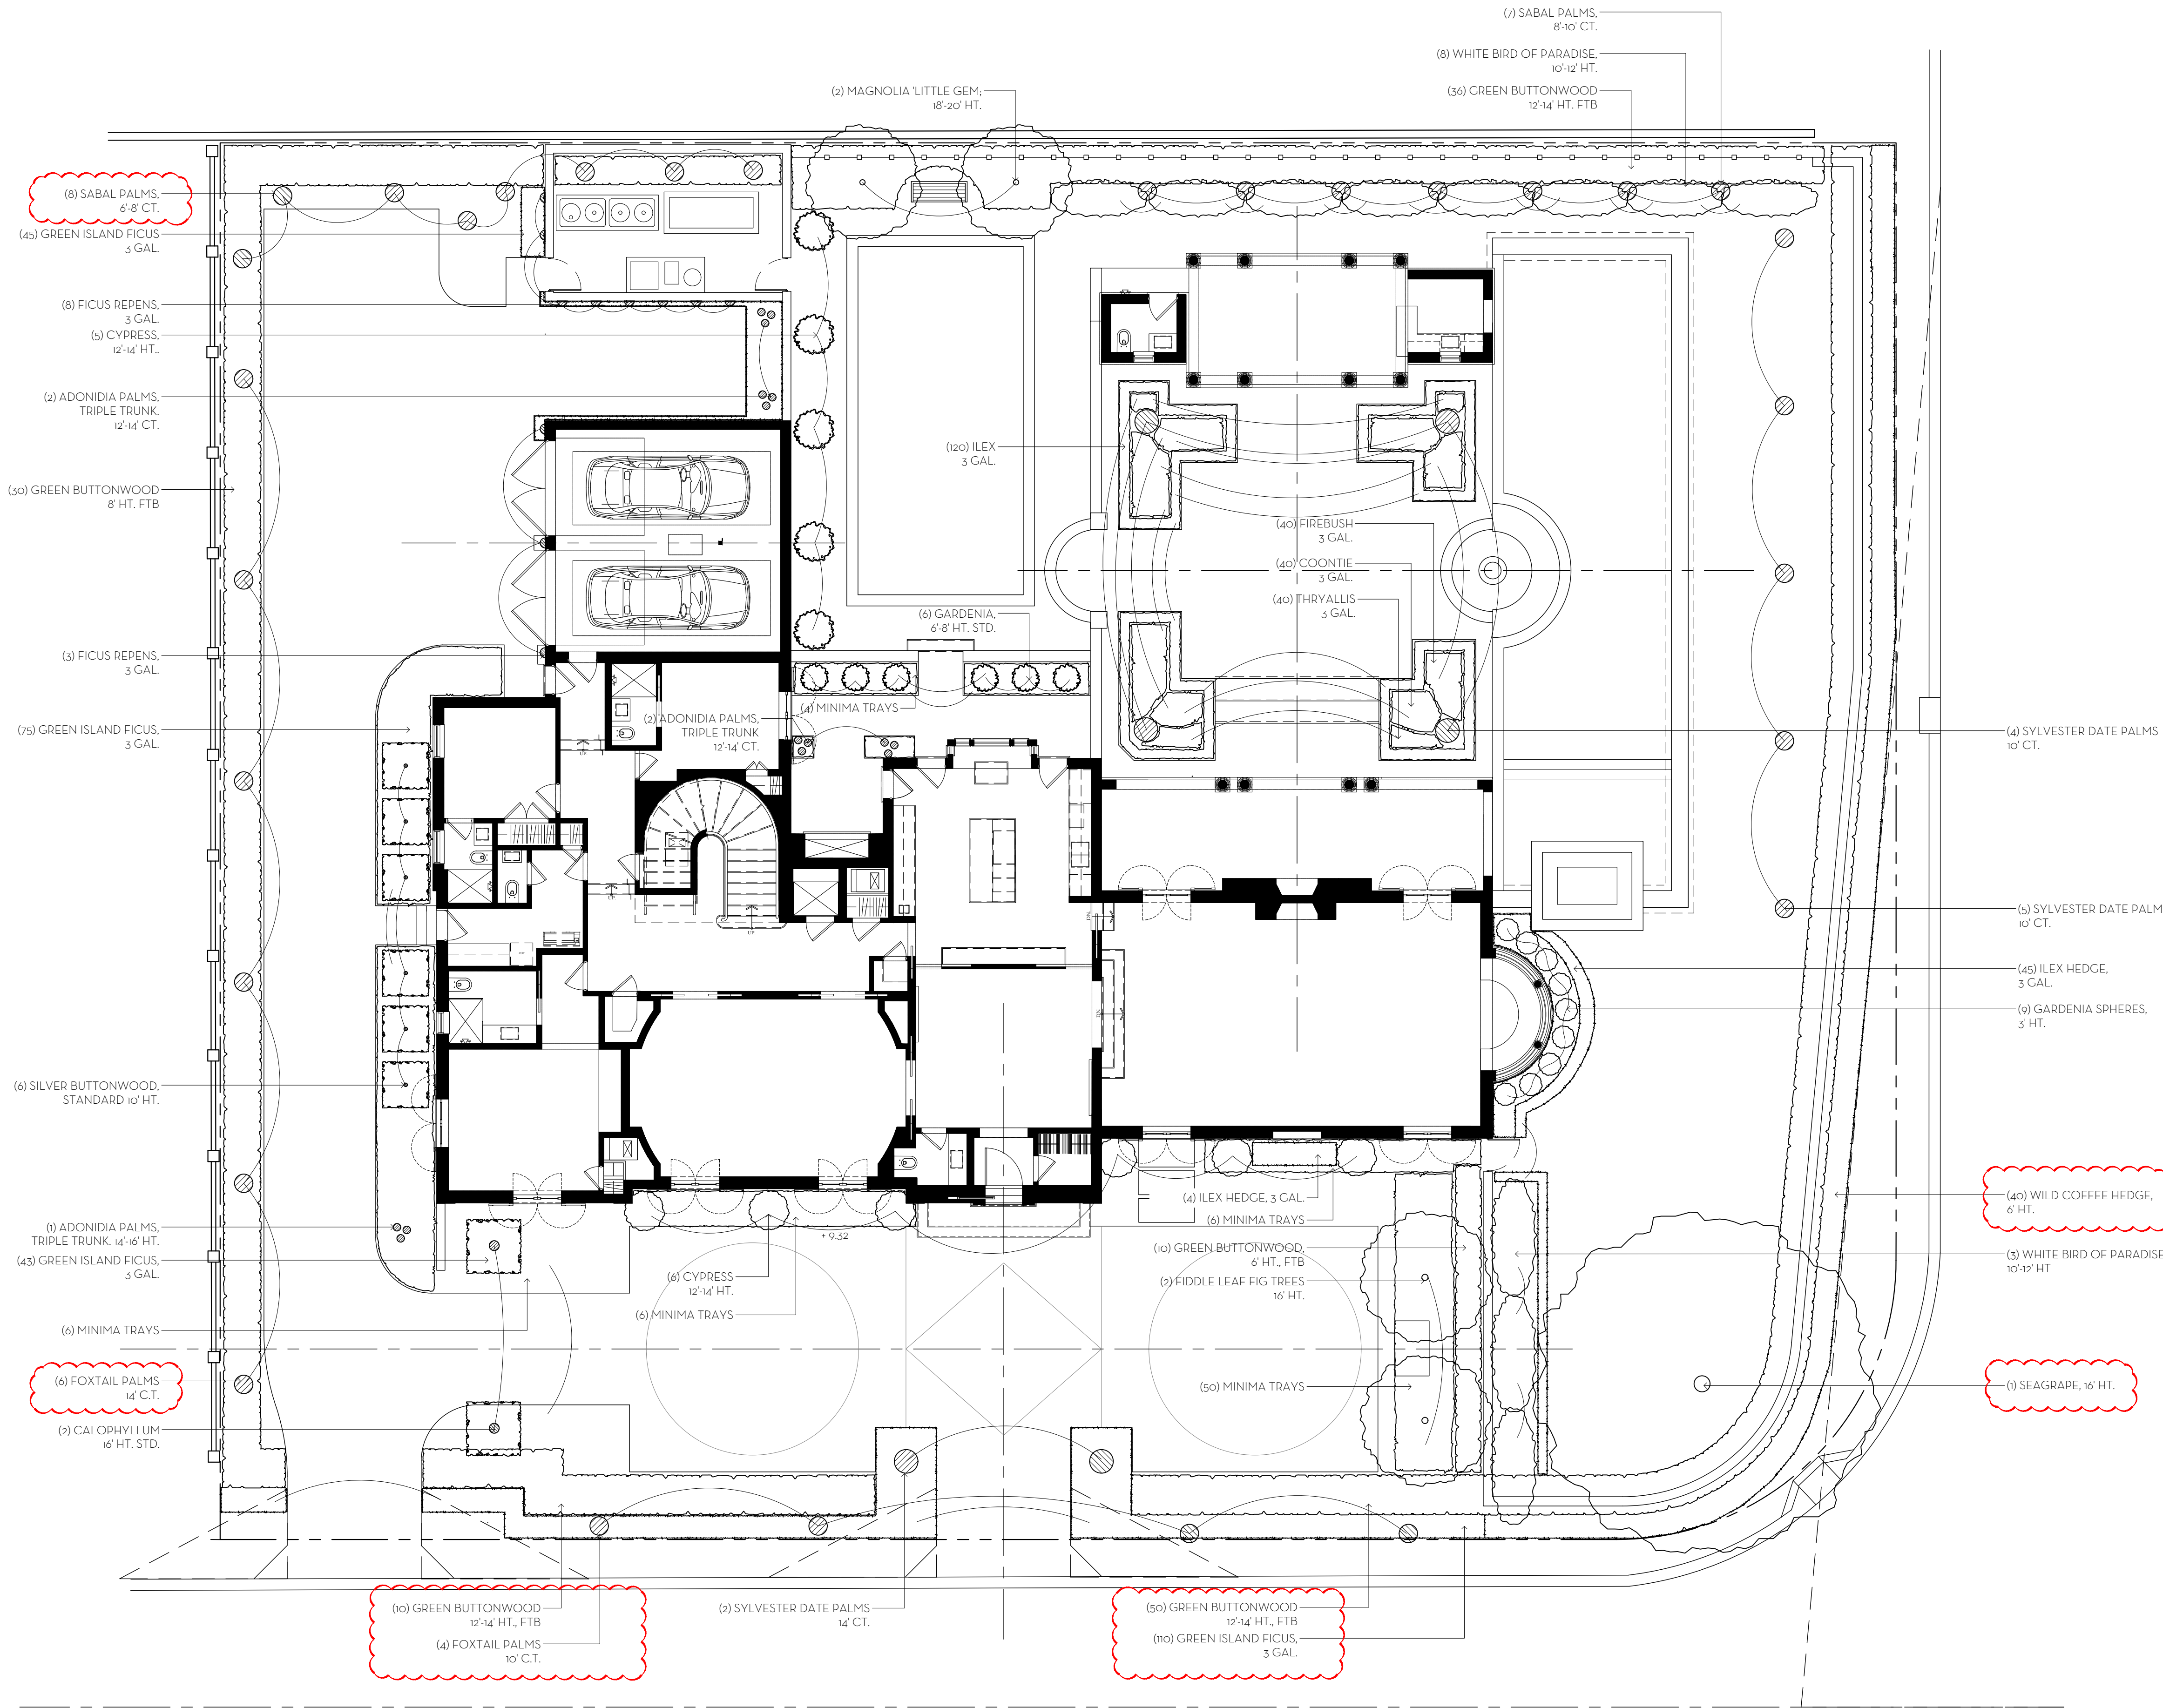 (7) SABAL PALMS,
8'-10' CT.
(8) WHITE BIRD OF PARADISE,
10'-12' HT.
(36) GREEN BUTTONWOOD
12'-14' HT. FTB
(2) MAGNOLIA 'LITTLE GEM;
18'-20' HT.
(8) SABAL PALMS,
6'-8' CT.
(45) GREEN ISLAND FICUS
3 GAL.
(8) FICUS REPENS,
3 GAL.
(5) CYPRESS,
12'-14' HT..
(2) ADONIDIA PALMS,
TRIPLE TRUNK.
12'-14' CT.
(30) GREEN BUTTONWOOD
8' HT. FTB
(3) FICUS REPENS,
3 GAL.
(75) GREEN ISLAND FICUS,
3 GAL.
(6) SILVER BUTTONWOOD,
STANDARD 10' HT.
(1) ADONIDIA PALMS,
TRIPLE TRUNK. 14'-16' HT.
(43) GREEN ISLAND FICUS,
3 GAL.
(6) MINIMA TRAYS
(6) FOXTAIL PALMS
14' C.T.
(2) CALOPHYLLUM
16' HT. STD.
(120) ILEX
3 GAL.
(40) FIREBUSH
3 GAL.
(40) COONTIE
3 GAL.
(40) THRYALLIS
3 GAL.
(6) GARDENIA,
6'-8' HT. STD.
(4) MINIMA TRAYS
(2) ADONIDIA PALMS,
TRIPLE TRUNK
12'-14' CT.
UP
UP
UP
DN
DN
(4) SYLVESTER DATE PALMS
10' CT.
(5) SYLVESTER DATE PALM
10' CT.
(45) ILEX HEDGE,
3 GAL.
(9) GARDENIA SPHERES,
3' HT.
(40) WILD COFFEE HEDGE,
6' HT.
(3) WHITE BIRD OF PARADISE
10'-12' HT
(1) SEAGRAPE, 16' HT.
(4) ILEX HEDGE, 3 GAL.
(6) MINIMA TRAYS
+ 9.32
(10) GREEN BUTTONWOOD,
6' HT., FTB
(2) FIDDLE LEAF FIG TREES
16' HT.
(6) CYPRESS
12'-14' HT.
(6) MINIMA TRAYS
(50) MINIMA TRAYS
(10) GREEN BUTTONWOOD
12'-14' HT., FTB
(4) FOXTAIL PALMS
10' C.T.
(2) SYLVESTER DATE PALMS
14' CT.
(50) GREEN BUTTONWOOD
12'-14' HT., FTB
(110) GREEN ISLAND FICUS,
3 GAL.